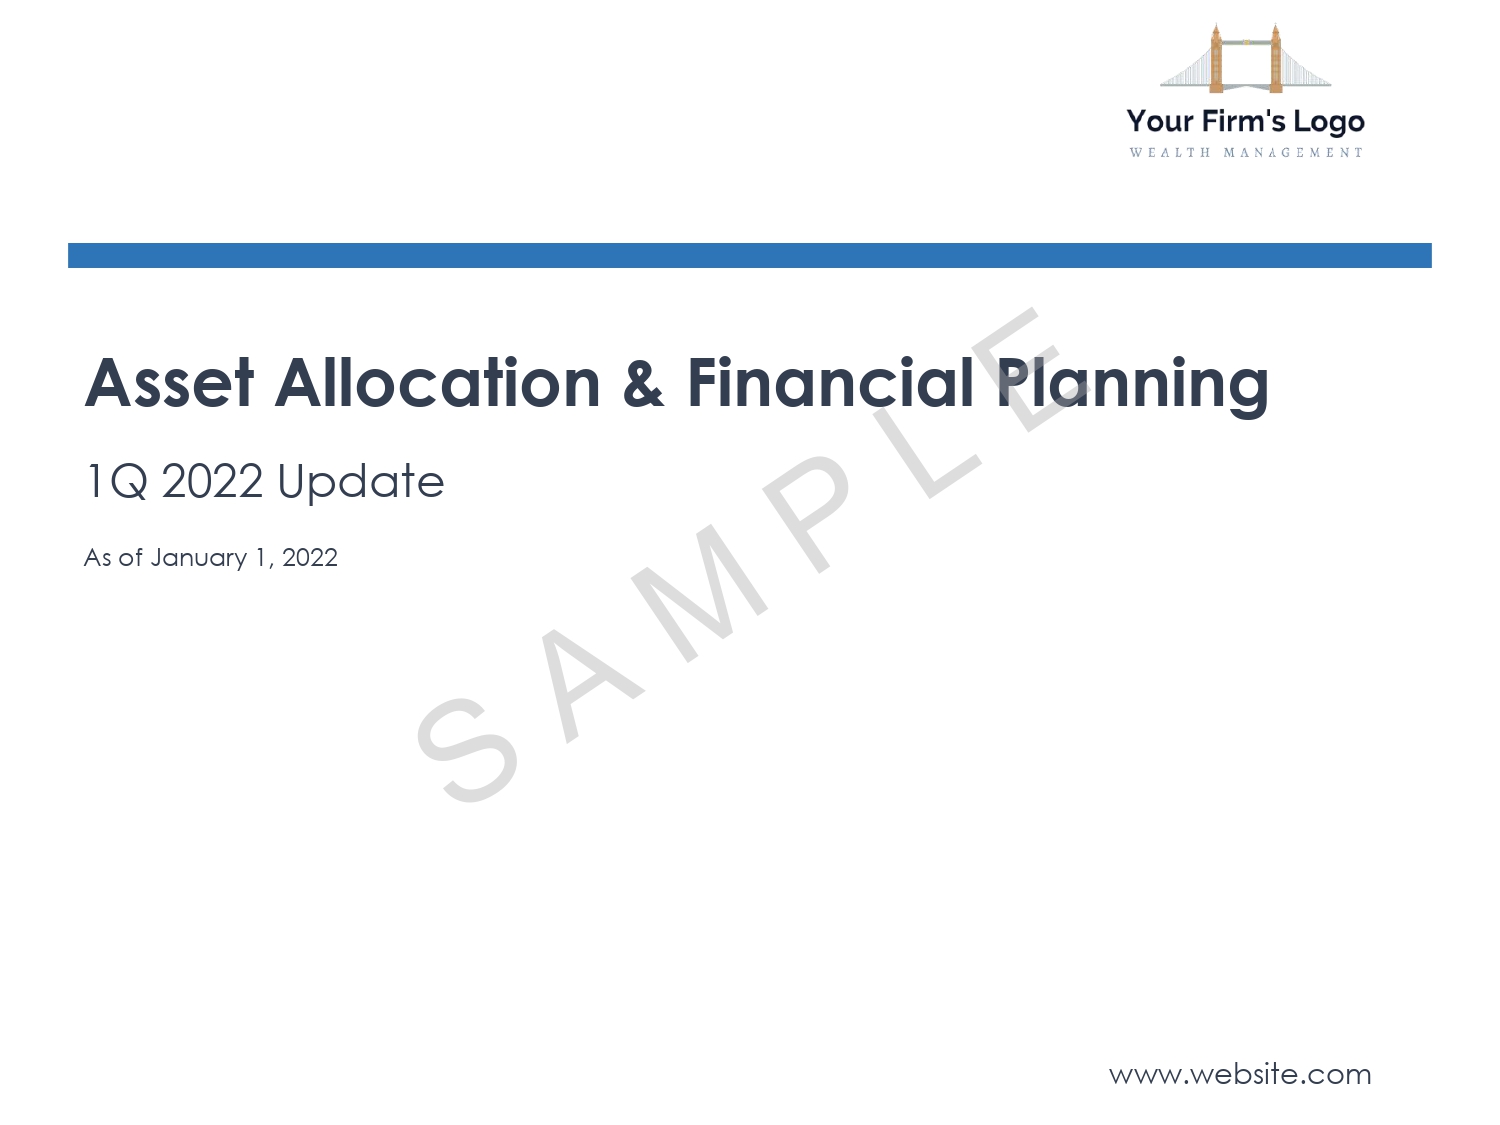 Your Firm's Logo
WEALTH MANAGEMENT
Asset Allocation & Financial Planning
1Q 2022 Update
As of January 1, 2022
SAMPLE
www.website.com